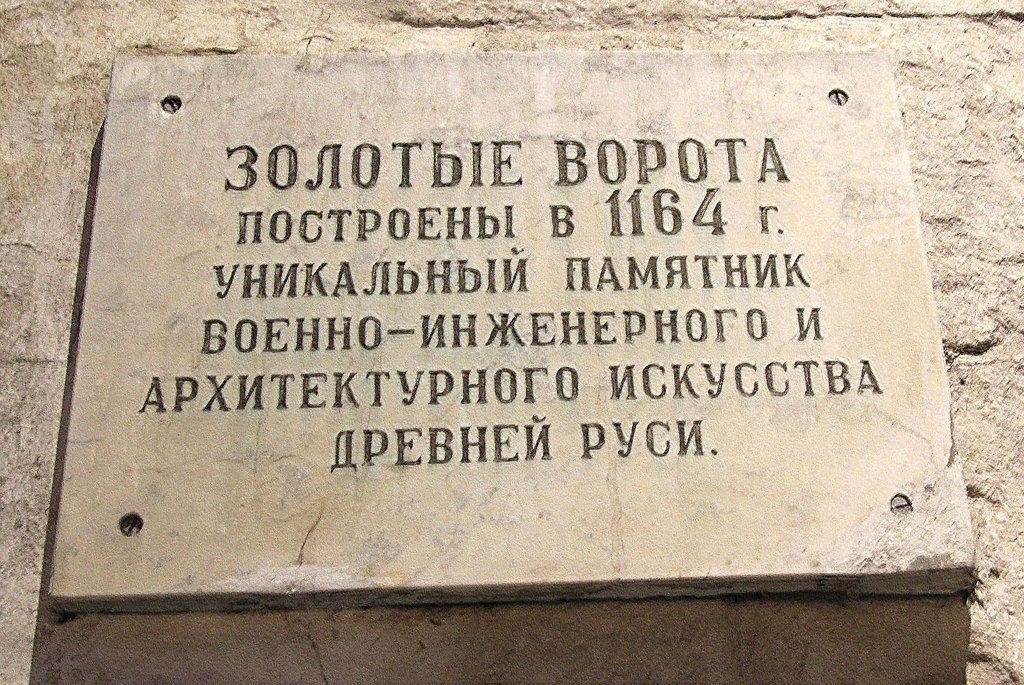 ЗОЛОТЫЕ ВОРОТА
ПОСТРОЕНЫ В 1164 Г.
УНИКАЛЬНЫЙ ПАМЯТНИК
ВОЕННО-ИНЖЕНЕРНОГО И
АРХИТЕКТУРНОГО ИСКУССТВА
ДРЕВНЕЙ РУСИ.